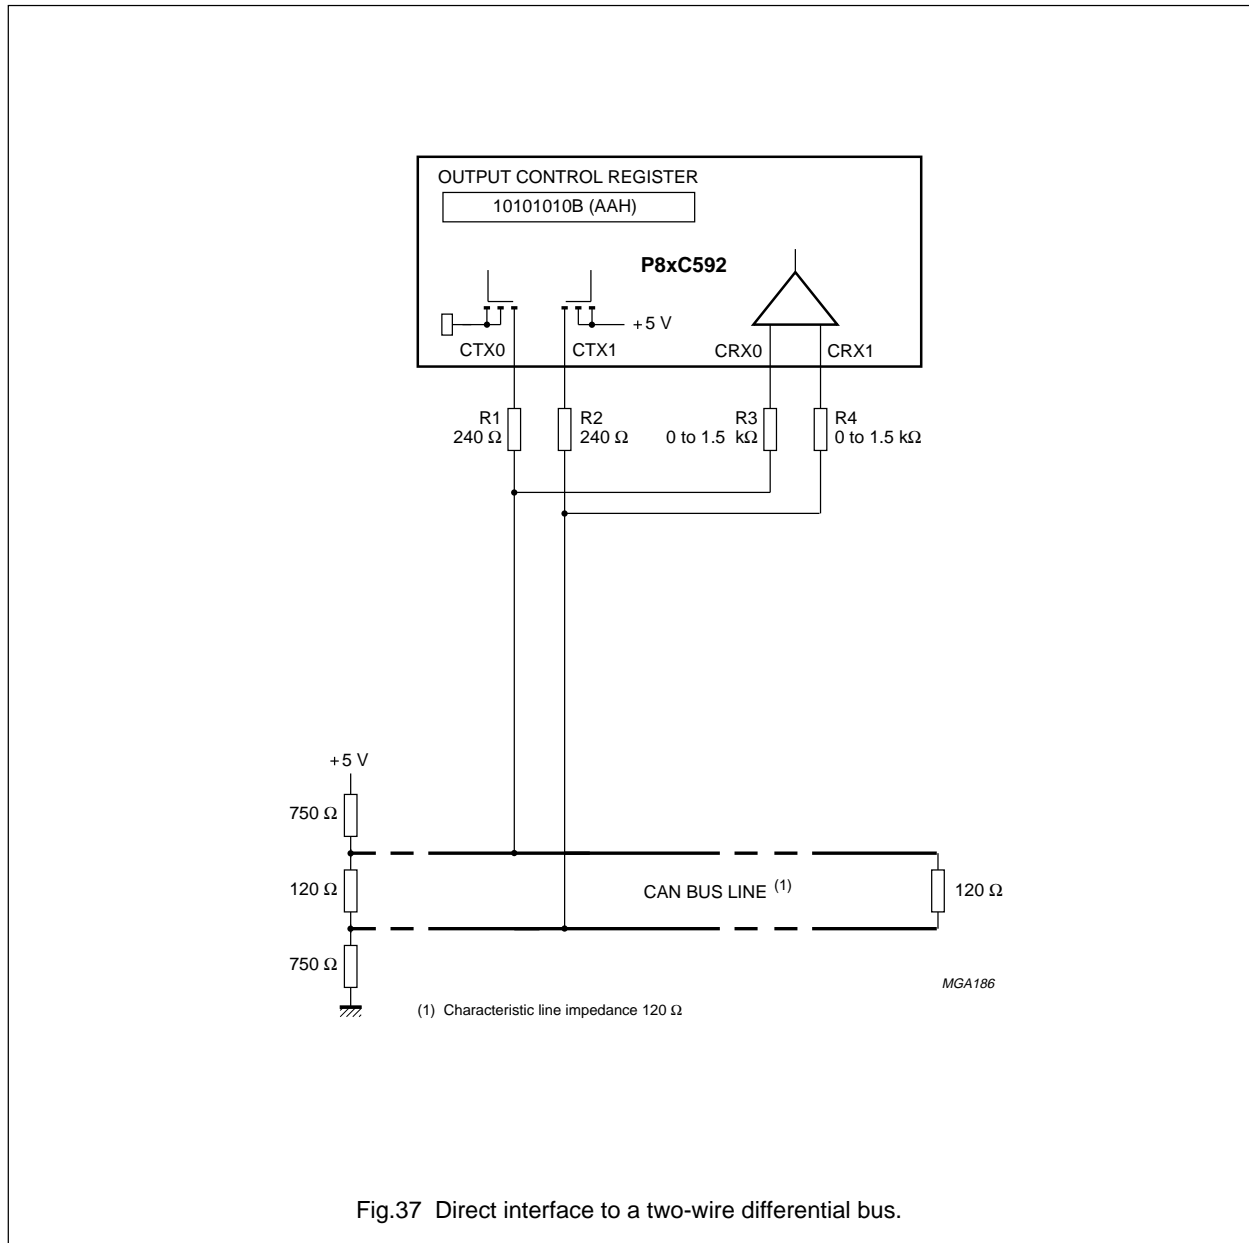 OUTPUT CONTROL REGISTER
10101010B (AAH)
P8xC592
+5 V
CTX0
CTX1
CRX0
CRX1
R1
240 Ω
R2
240 Ω
R3
0 to 1.5 kΩ
R4
0 to 1.5 kΩ
+5 V
750 Ω
120 Ω
CAN BUS LINE (1)
120 Ω
750 Ω
MGA186
(1) Characteristic line impedance 120 Ω
Fig.37 Direct interface to a two-wire differential bus.